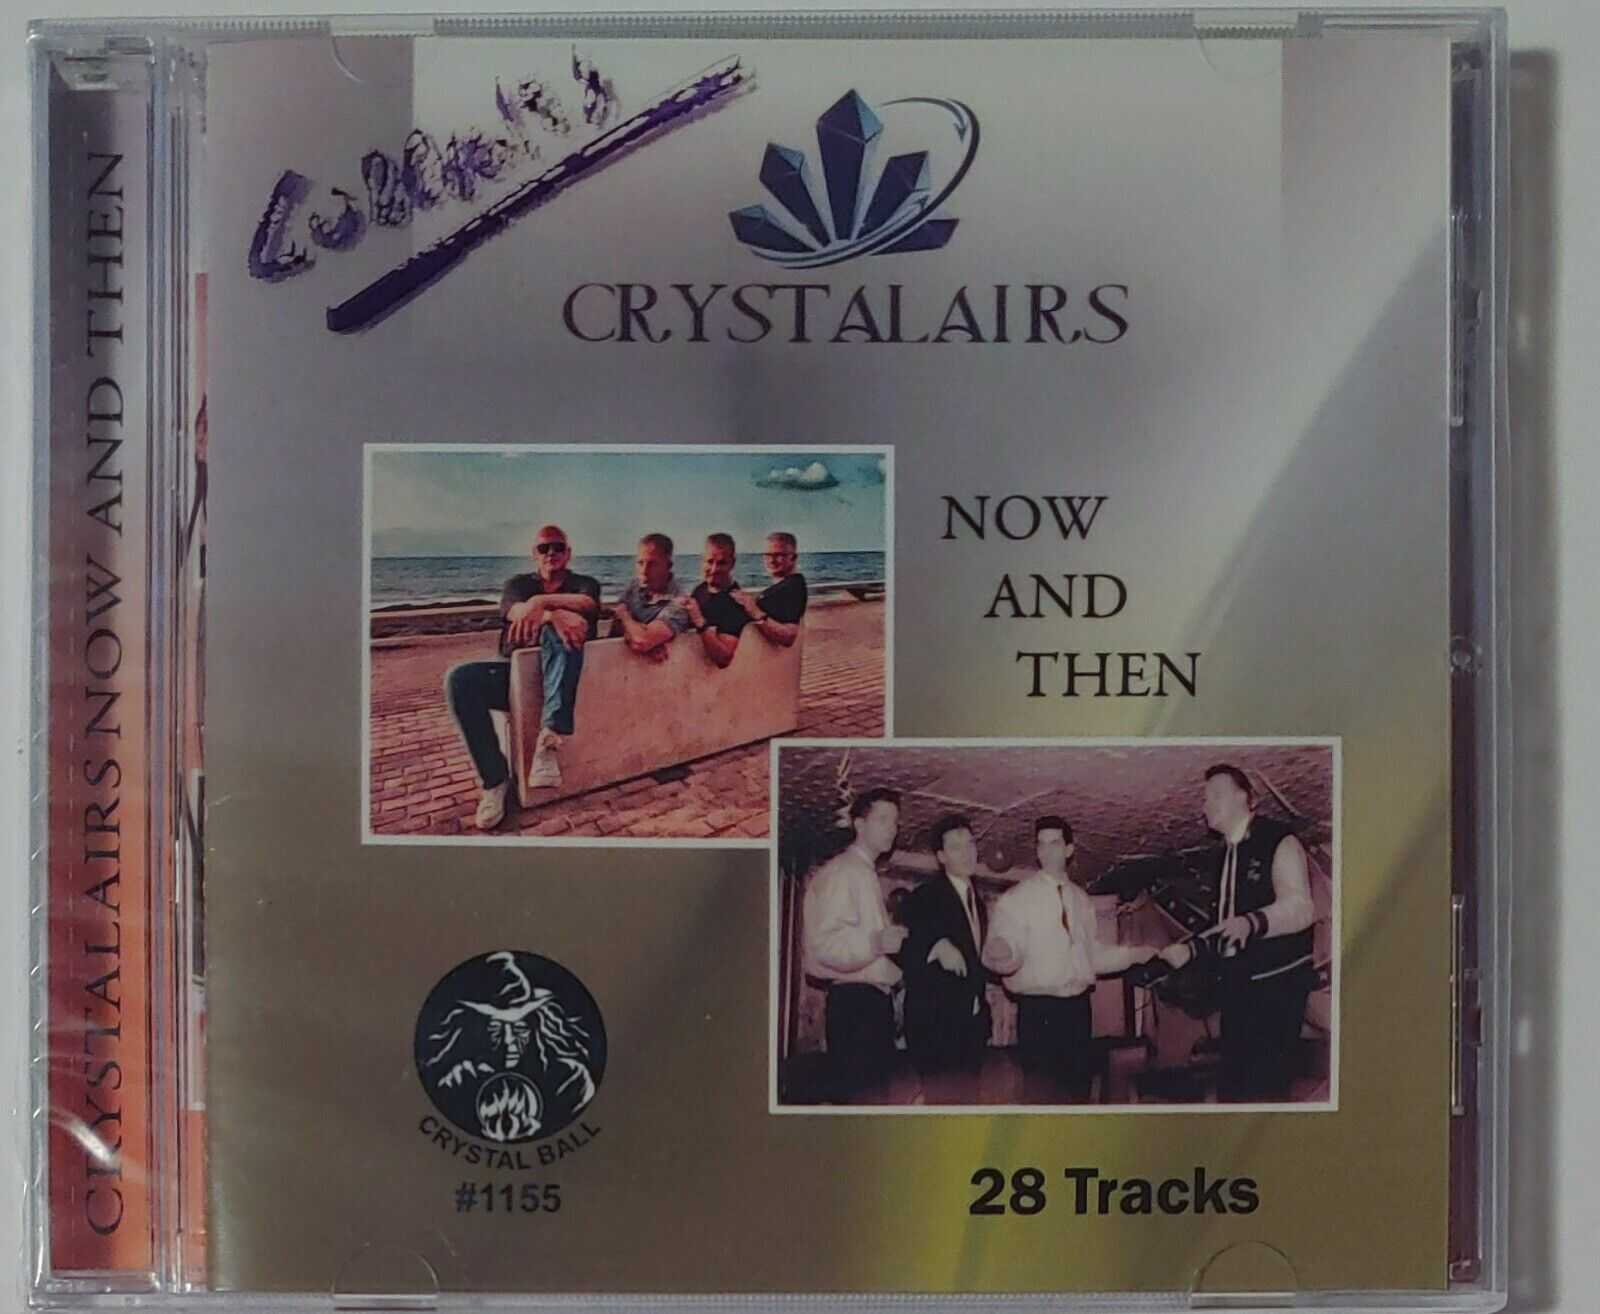 CRYSTALAIRS NOW AND THEN
CRYSTALAIRS
NOW
AND
THEN
CRYSTAL BALL
#1155
28 Tracks